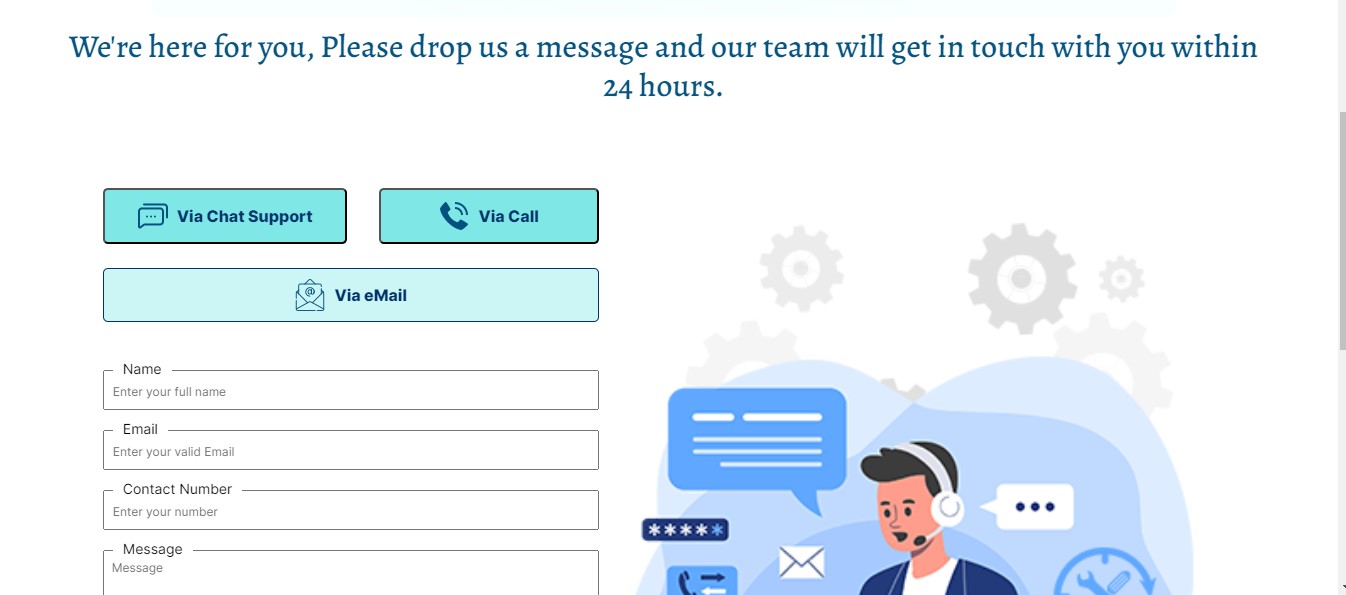 We're here for you, Please drop us a message and our team will get in touch with you within
24 hours.
Via Chat Support
Via Call
Via eMail
Name
Enter your full name
Email
Enter your valid Email
Contact Number
Enter your number
Message
Message